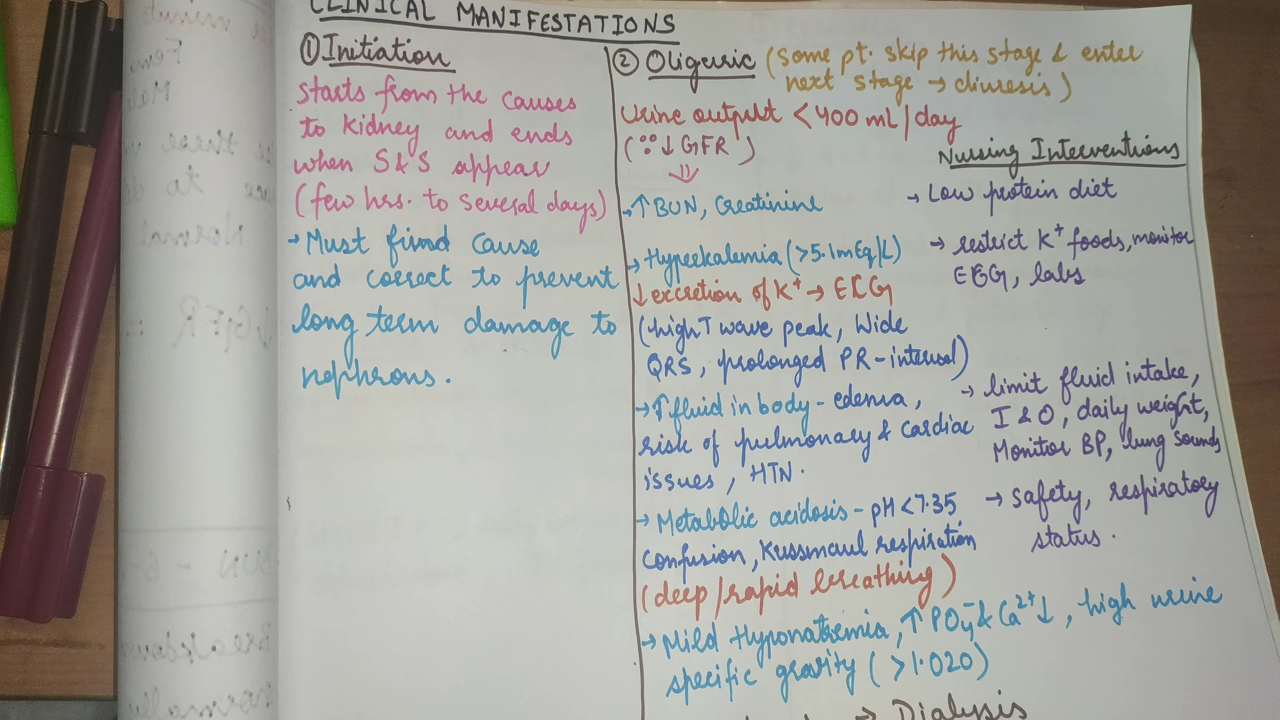 CLINICAL MANIFESTATIONS
① Initiation
Starts from the causes
to kidney and ends
when S&S appear
(few hrs. to several days)
→ Must find cause
and correct to prevent
long term damage to
nephrons.
② Oliguric (Some pt. skip this stage & enter
next stage → diuresis)
Urine output < 400 mL/day
(∵ ↓ GFR)
⇓
Nursing Interventions
→ ↑ BUN, Creatinine
→ Low protein diet
→ Hyperkalemia (>5.1mEq/L)
→ restrict K⁺ foods, monitor
ECG, labs
↓ excretion of K⁺ → ECG
(high T wave peak, Wide
QRS, prolonged PR-interval)
→ ↑ fluid in body - edema,
risk of pulmonary & cardiac
issues, HTN.
→ limit fluid intake,
I & O, daily weight,
Monitor BP, lung sounds
→ Metabolic acidosis - pH < 7.35
confusion, Kussmaul respiration
(deep/rapid breathing)
→ Safety, respiratory
status.
→ Mild Hyponatremia, ↑ PO₄⁻ & Ca²⁺ ↓, high urine
specific gravity (>1.020)
→ Dialysis
GFR =
BUN - 6
Normal